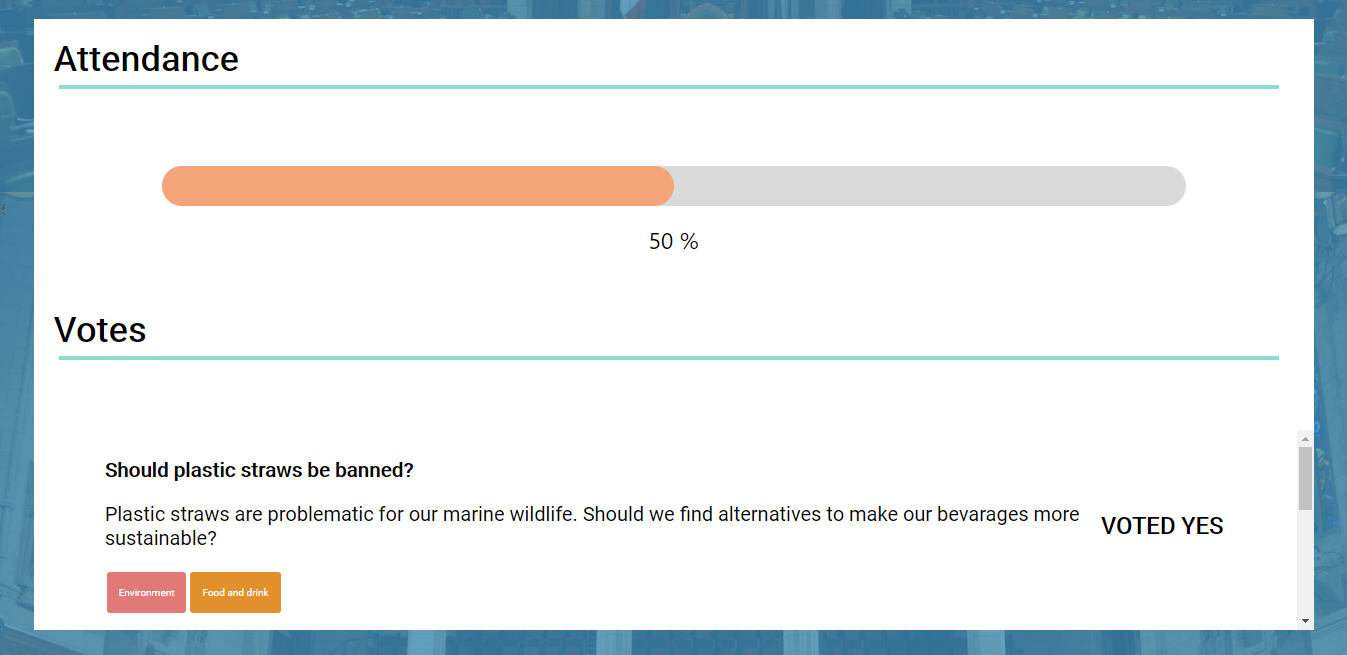 Attendance
50 %
Votes
Should plastic straws be banned?
Plastic straws are problematic for our marine wildlife. Should we find alternatives to make our bevarages more
sustainable?
VOTED YES
Environment
Food and drink